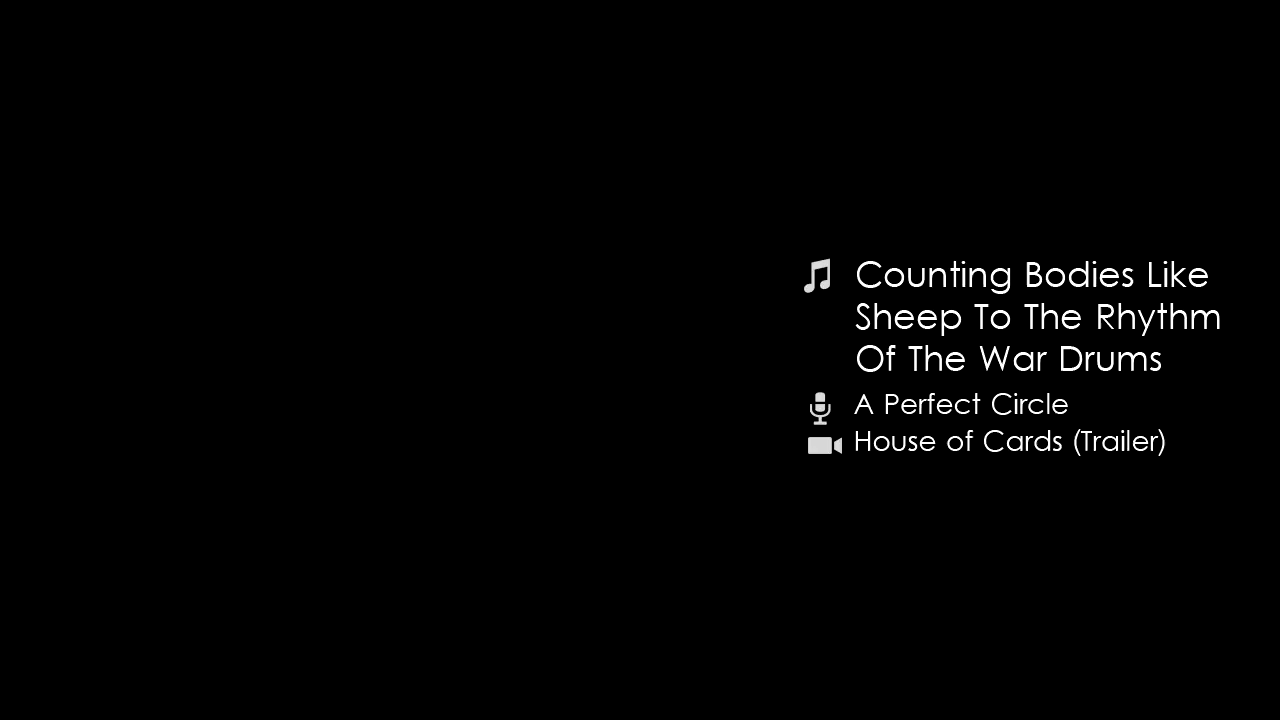 Counting Bodies Like
Sheep To The Rhythm
Of The War Drums
A Perfect Circle
House of Cards (Trailer)